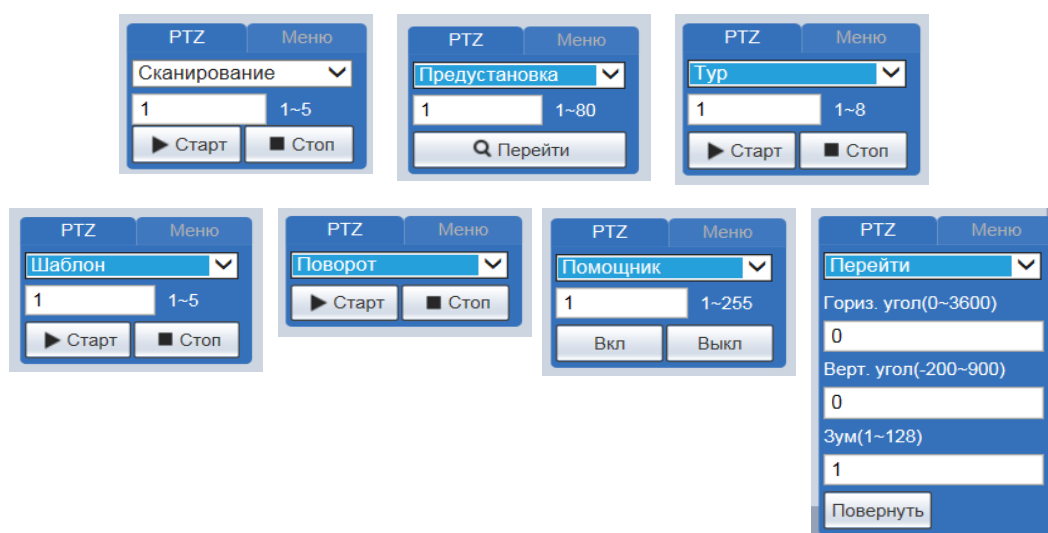 PTZ Меню
Сканирование
1 1~5
Старт Стоп
PTZ Меню
Предустановка
1 1~80
Перейти
PTZ Меню
Тур
1 1~8
Старт Стоп
PTZ Меню
Шаблон
1 1~5
Старт Стоп
PTZ Меню
Поворот
Старт Стоп
PTZ Меню
Помощник
1 1~255
Вкл Выкл
PTZ Меню
Перейти
Гориз. угол(0~3600)
0
Верт. угол(-200~900)
0
Зум(1~128)
1
Повернуть